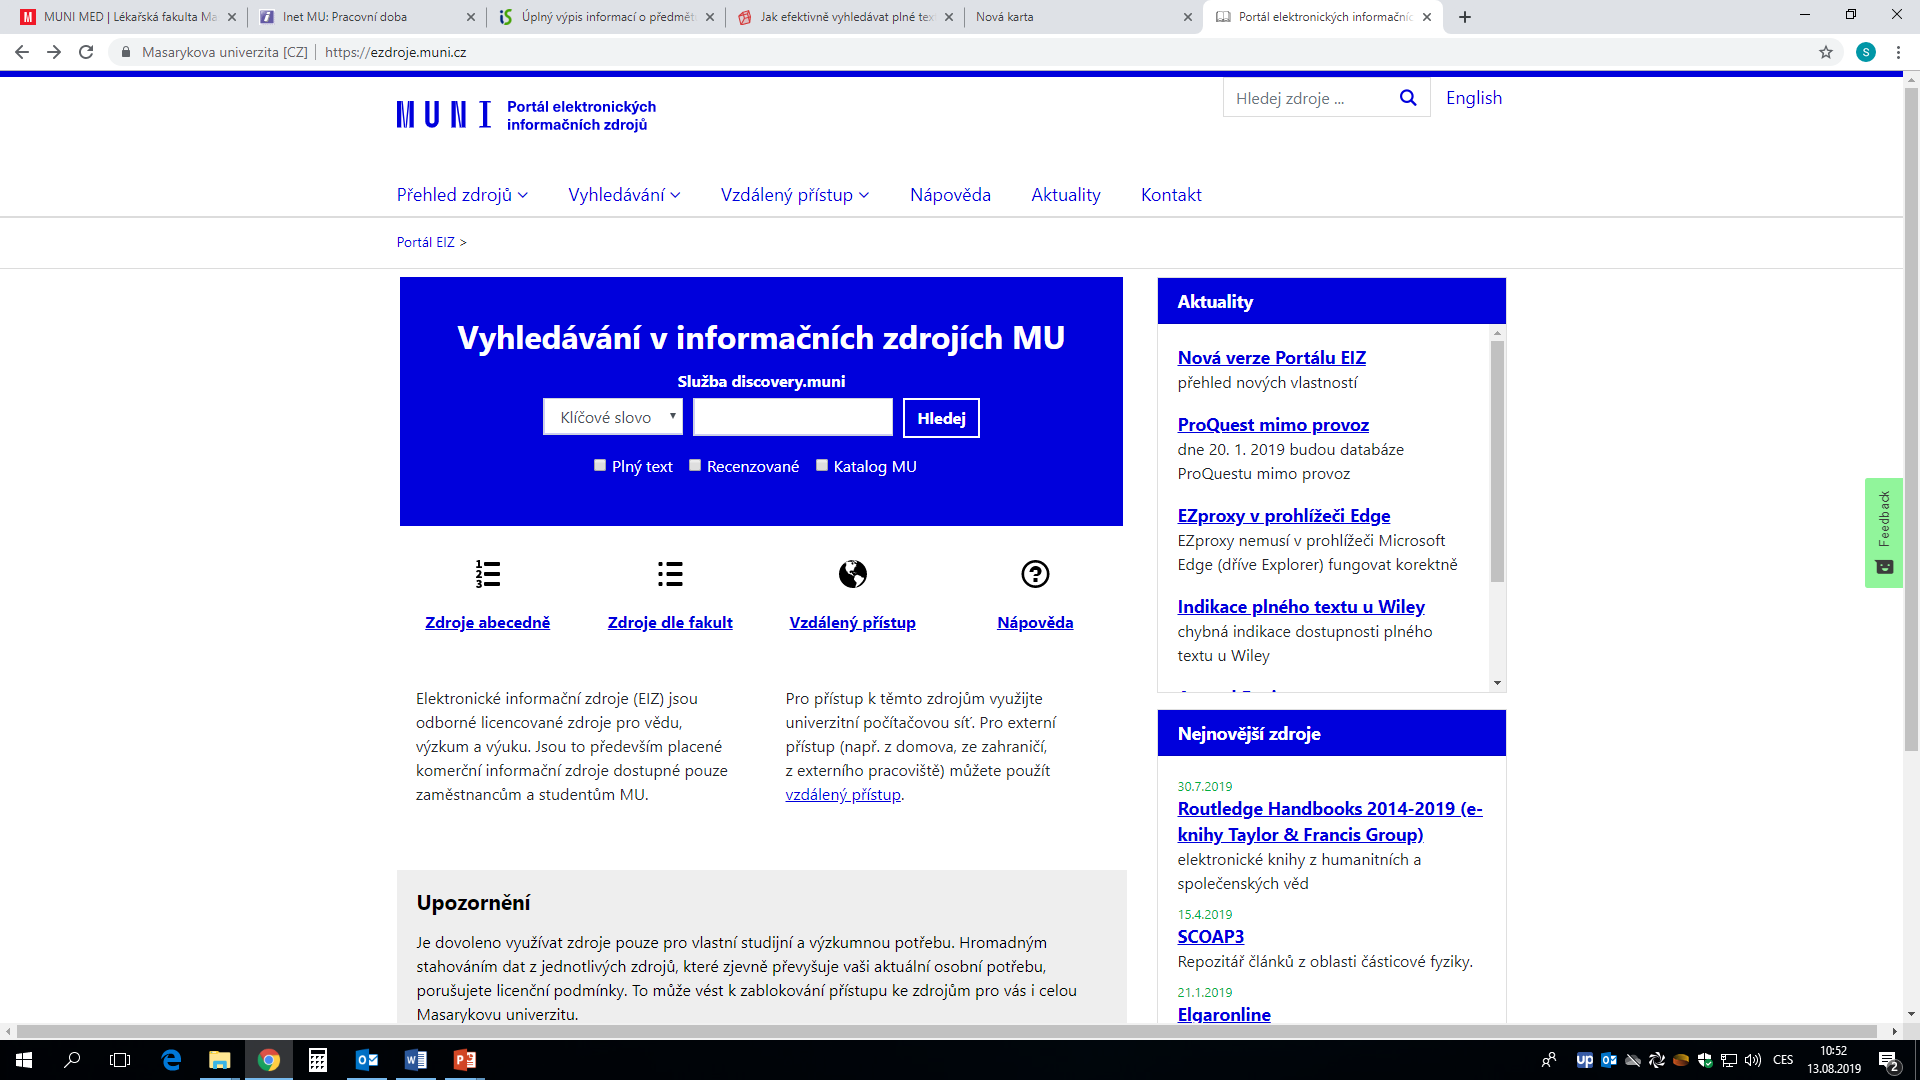 MUNI MED | Lékařská fakulta Ma
Inet MU: Pracovní doba
Úplný výpis informací o předmět
Jak efektivně vyhledávat plné tex
Nová karta
Portál elektronických informační
Masarykova univerzita [CZ]
https://ezdroje.muni.cz
S
MUNI
Portál elektronických
informačních zdrojů
Hledej zdroje ...
English
Přehled zdrojů
Vyhledávání
Vzdálený přístup
Nápověda
Aktuality
Kontakt
Portál EIZ >
Vyhledávání v informačních zdrojích MU
Služba discovery.muni
Klíčové slovo
Hledej
Plný text
Recenzované
Katalog MU
Zdroje abecedně
Zdroje dle fakult
Vzdálený přístup
Nápověda
Elektronické informační zdroje (EIZ) jsou
odborné licencované zdroje pro vědu,
výzkum a výuku. Jsou to především placené
komerční informační zdroje dostupné pouze
zaměstnancům a studentům MU.
Pro přístup k těmto zdrojům využijte
univerzitní počítačovou síť. Pro externí
přístup (např. z domova, ze zahraničí,
z externího pracoviště) můžete použít
vzdálený přístup.
Upozornění
Je dovoleno využívat zdroje pouze pro vlastní studijní a výzkumnou potřebu. Hromadným
stahováním dat z jednotlivých zdrojů, které zjevně převyšuje vaši aktuální osobní potřebu,
porušujete licenční podmínky. To může vést k zablokování přístupu ke zdrojům pro vás i celou
Masarykovu univerzitu.
Aktuality
Nová verze Portálu EIZ
přehled nových vlastností
ProQuest mimo provoz
dne 20. 1. 2019 budou databáze
ProQuestu mimo provoz
EZproxy v prohlížeči Edge
EZproxy nemusí v prohlížeči Microsoft
Edge (dříve Explorer) fungovat korektně
Indikace plného textu u Wiley
chybná indikace dostupnosti plného
textu u Wiley
Nejnovější zdroje
30.7.2019
Routledge Handbooks 2014-2019 (e-
knihy Taylor & Francis Group)
elektronické knihy z humanitních a
společenských věd
15.4.2019
SCOAP3
Repozitář článků z oblasti částicové fyziky.
21.1.2019
Elgaronline
Feedback
CES
10:52
13.08.2019
2